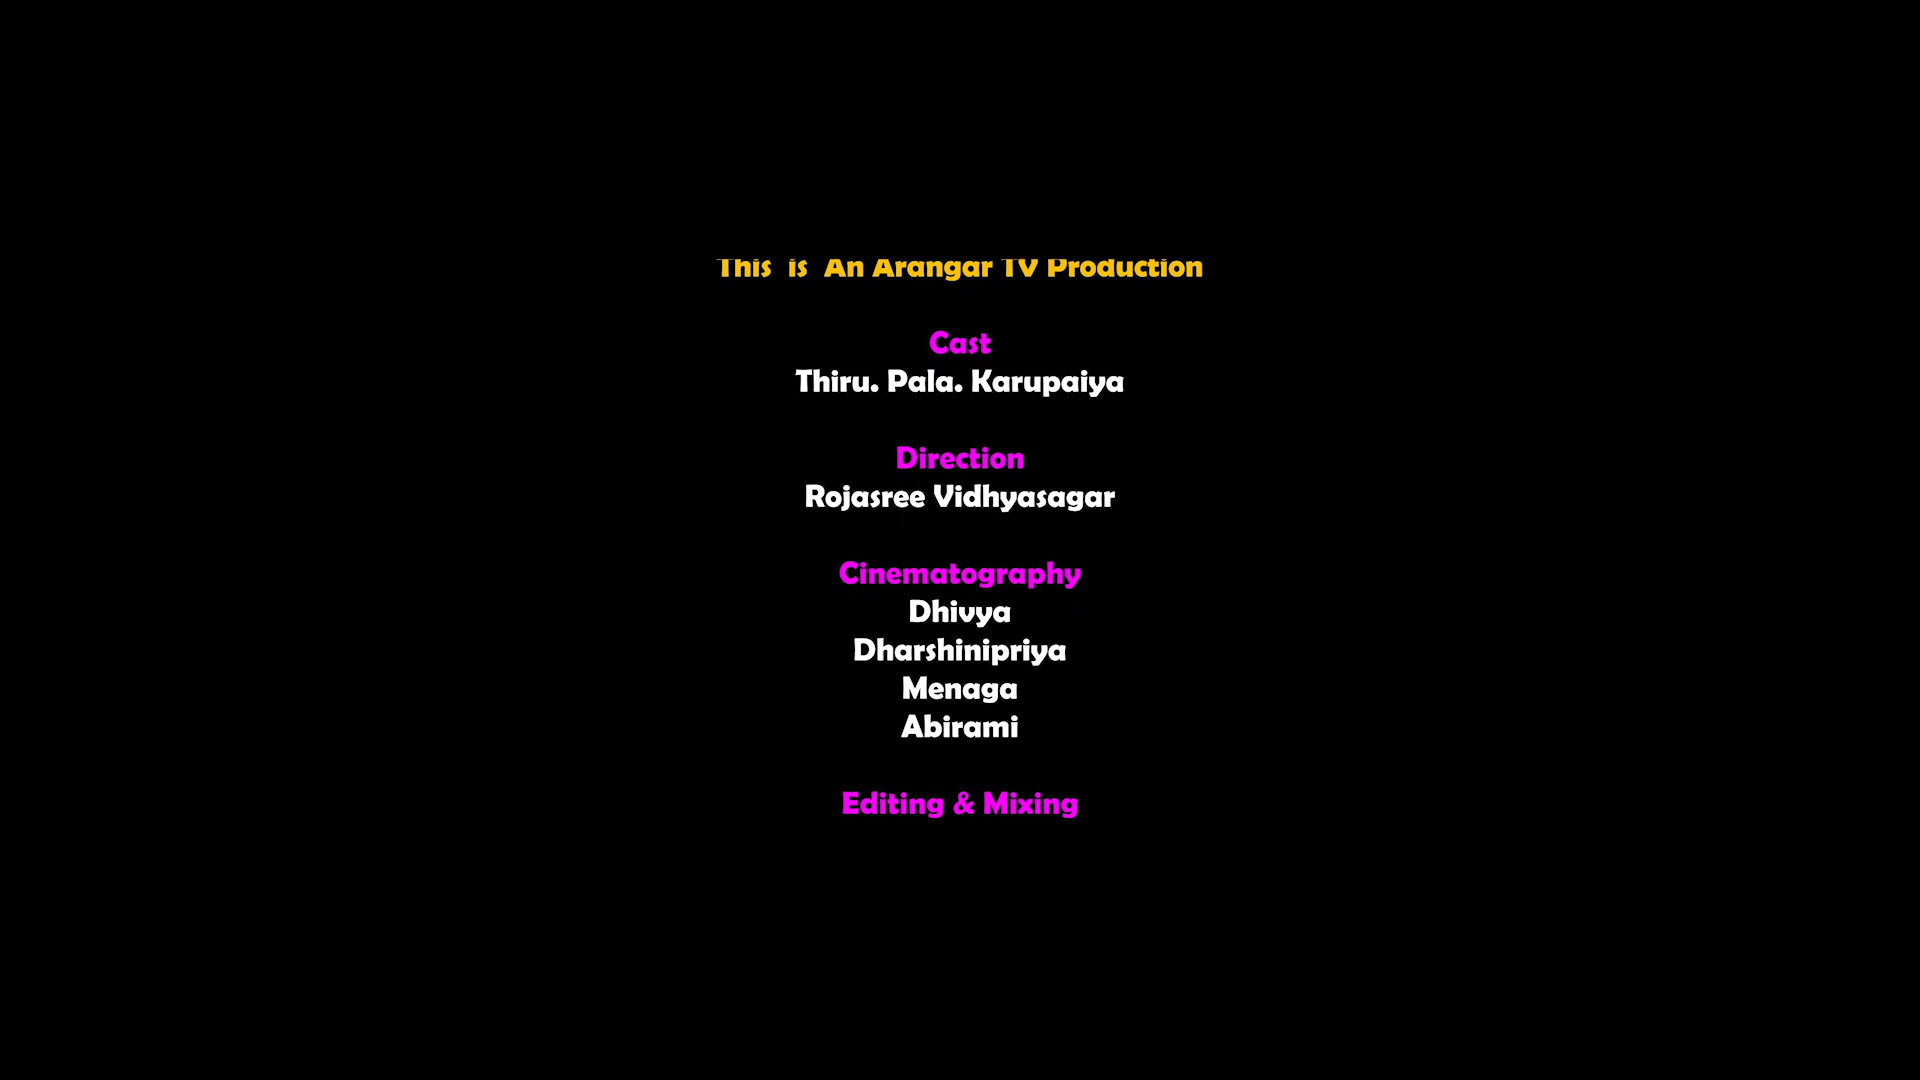 This is An Arangar TV Production
Cast
Thiru. Pala. Karupaiya
Direction
Rojasree Vidhyasagar
Cinematography
Dhivya
Dharshinipriya
Menaga
Abirami
Editing & Mixing